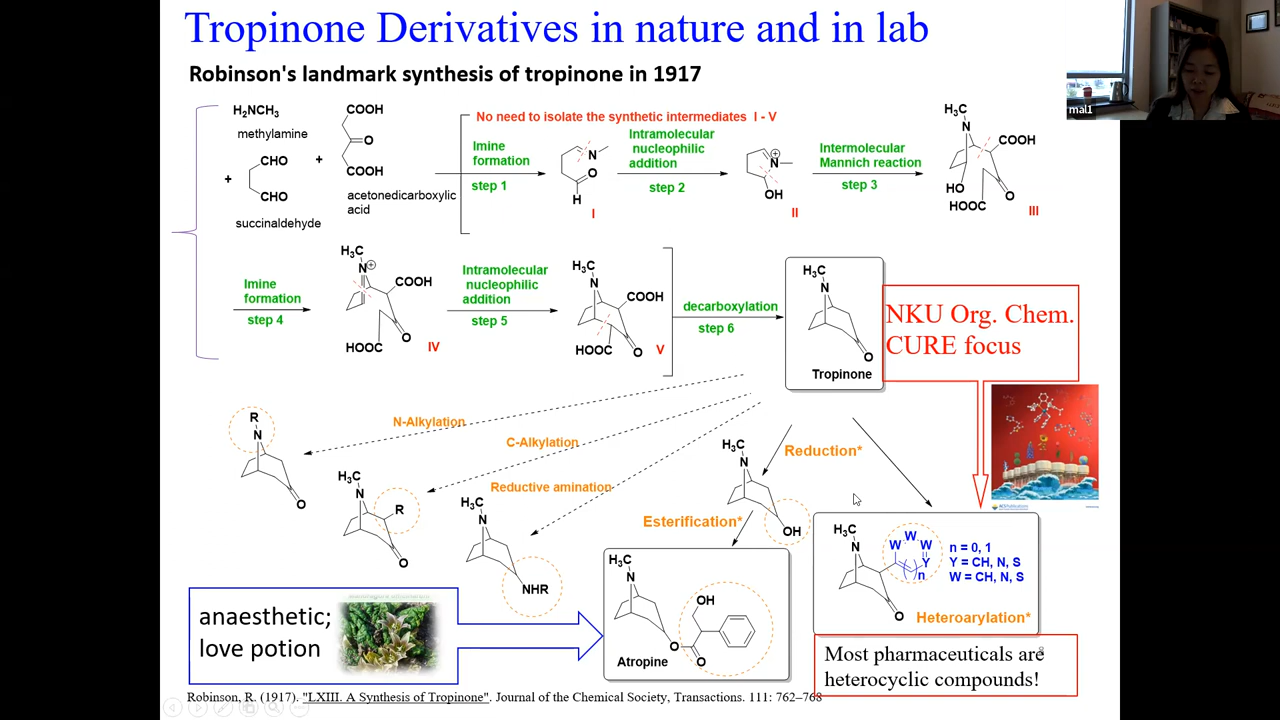 Tropinone Derivatives in nature and in lab
Robinson's landmark synthesis of tropinone in 1917
mal1
H₂NCH₃
methylamine
+
CHO
CHO
succinaldehyde
+
COOH
O
COOH
acetonedicarboxylic
acid
No need to isolate the synthetic intermediates I - V
Imine
formation
step 1
N
O
H
I
Intramolecular
nucleophilic
addition
step 2
N
+
OH
II
Intermolecular
Mannich reaction
step 3
H₃C
N
COOH
HO
O
HOOC
III
Imine
formation
step 4
H₃C
N
+
COOH
O
HOOC
IV
Intramolecular
nucleophilic
addition
step 5
H₃C
N
COOH
HOOC
O
V
decarboxylation
step 6
H₃C
N
O
Tropinone
NKU Org. Chem.
CURE focus
N-Alkylation
R
N
O
C-Alkylation
H₃C
N
R
O
Reductive amination
H₃C
N
NHR
Reduction*
H₃C
N
OH
Esterification*
H₃C
N
OH
O
O
Atropine
H₃C
N
W
W
W
Y
n
O
n = 0, 1
Y = CH, N, S
W = CH, N, S
Heteroarylation*
anaesthetic;
love potion
Most pharmaceuticals are
heterocyclic compounds!
Robinson, R. (1917). "LXIII. A Synthesis of Tropinone". Journal of the Chemical Society, Transactions. 111: 762–768